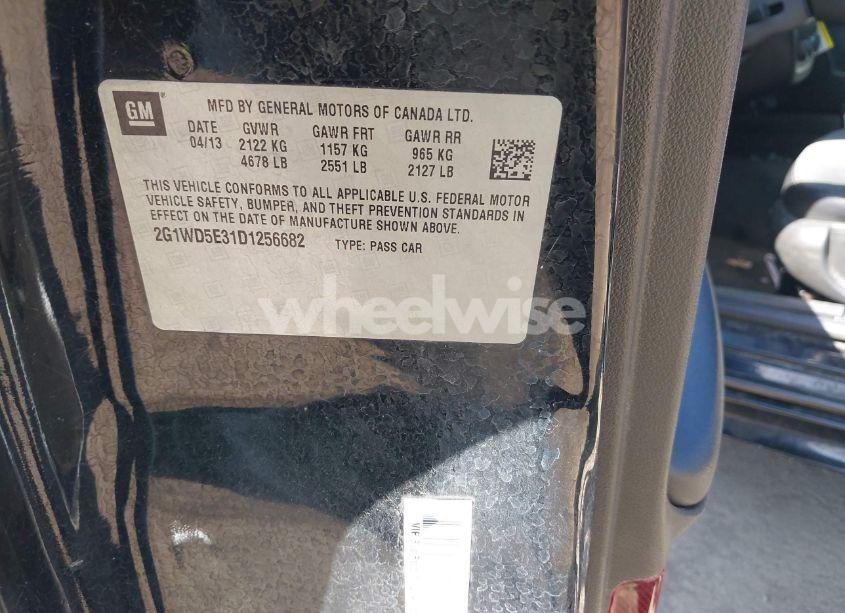 GM
MFD BY GENERAL MOTORS OF CANADA LTD.
DATE GVWR GAWR FRT GAWR RR
04/13 2122 KG 1157 KG 965 KG
4678 LB 2551 LB 2127 LB
THIS VEHICLE CONFORMS TO ALL APPLICABLE U.S. FEDERAL MOTOR
VEHICLE SAFETY, BUMPER, AND THEFT PREVENTION STANDARDS IN
EFFECT ON THE DATE OF MANUFACTURE SHOWN ABOVE.
2G1WD5E31D1256682 TYPE: PASS CAR
wheelwise